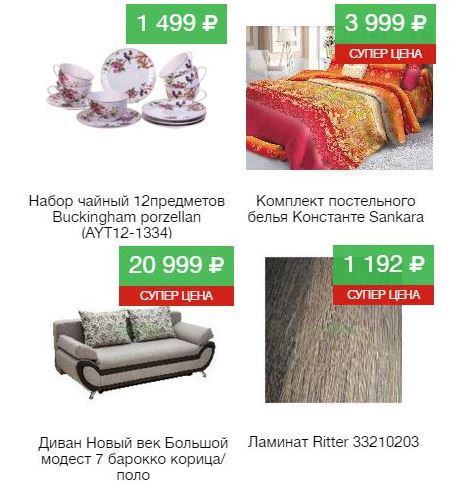 1 499 ₽
3 999 ₽
СУПЕР ЦЕНА
Набор чайный 12предметов
Buckingham porzellan
(AYT12-1334)
Комплект постельного
белья Константе Sankara
20 999 ₽
СУПЕР ЦЕНА
1 192 ₽
СУПЕР ЦЕНА
Диван Новый век Большой
модест 7 барокко корица/
поло
Ламинат Ritter 33210203